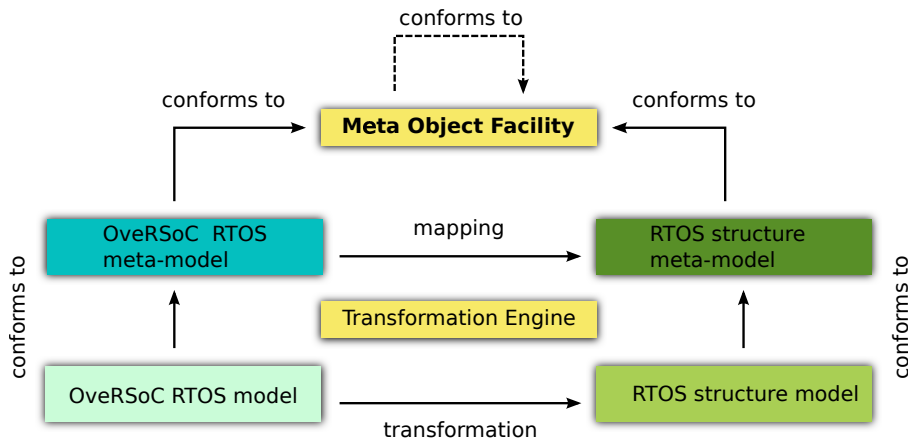 conforms to
conforms to
conforms to
Meta Object Facility
OveRSoC RTOS
meta-model
mapping
RTOS structure
meta-model
conforms to
conforms to
Transformation Engine
OveRSoC RTOS model
RTOS structure model
transformation